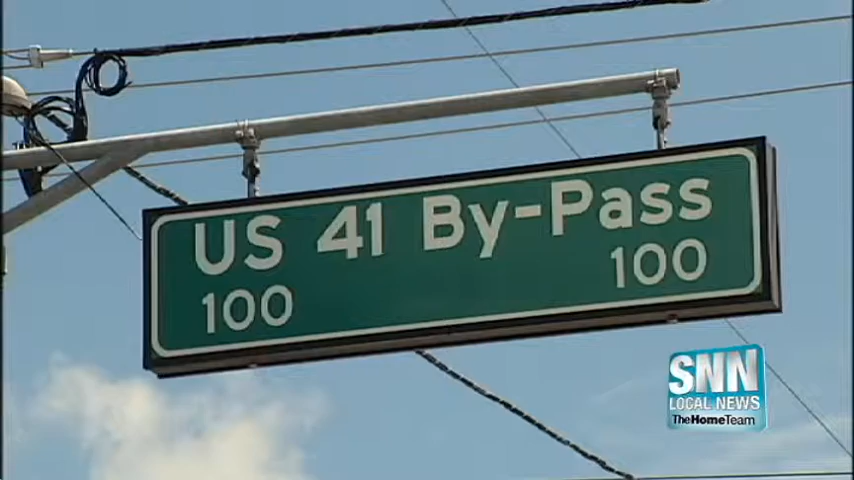 US 41 By-Pass
100 100
SNN
LOCAL NEWS
TheHomeTeam